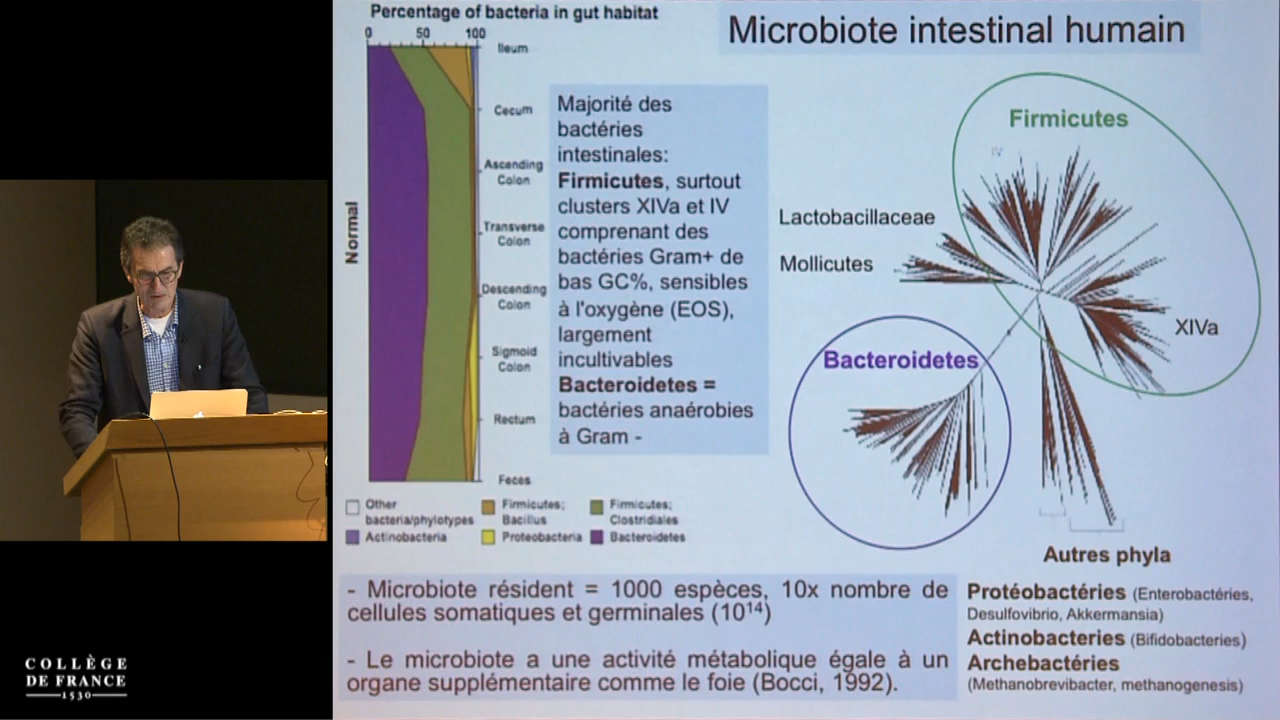 Percentage of bacteria in gut habitat
0 50 100
Ileum
Cecum
Ascending
Colon
Transverse
Colon
Descending
Colon
Sigmoid
Colon
Rectum
Feces
Normal
Other
bacteria/phylotypes
Firmicutes;
Bacillus
Firmicutes;
Clostridiales
Actinobacteria
Proteobacteria
Bacteroidetes
Microbiote intestinal humain
Majorité des
bactéries
intestinales:
Firmicutes, surtout
clusters XIVa et IV
comprenant des
bactéries Gram+ de
bas GC%, sensibles
à l'oxygène (EOS),
largement
incultivables
Bacteroidetes =
bactéries anaérobies
à Gram -
Firmicutes
IV
Lactobacillaceae
Mollicutes
XIVa
Bacteroidetes
Autres phyla
Protéobactéries (Enterobactéries,
Desulfovibrio, Akkermansia)
Actinobacteries (Bifidobacteries)
Archebactéries
(Methanobrevibacter, methanogenesis)
- Microbiote résident = 1000 espèces, 10x nombre de
cellules somatiques et germinales (10¹⁴)
- Le microbiote a une activité métabolique égale à un
organe supplémentaire comme le foie (Bocci, 1992).
COLLÈGE
DE FRANCE
1530